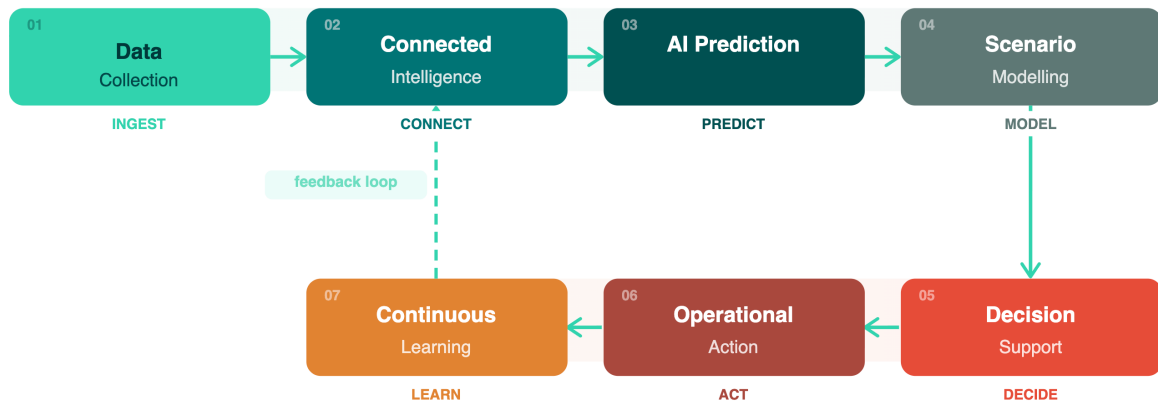 01
Data
Collection
INGEST
02
Connected
Intelligence
CONNECT
03
AI Prediction
PREDICT
04
Scenario
Modelling
MODEL
feedback loop
05
Decision
Support
DECIDE
06
Operational
Action
ACT
07
Continuous
Learning
LEARN